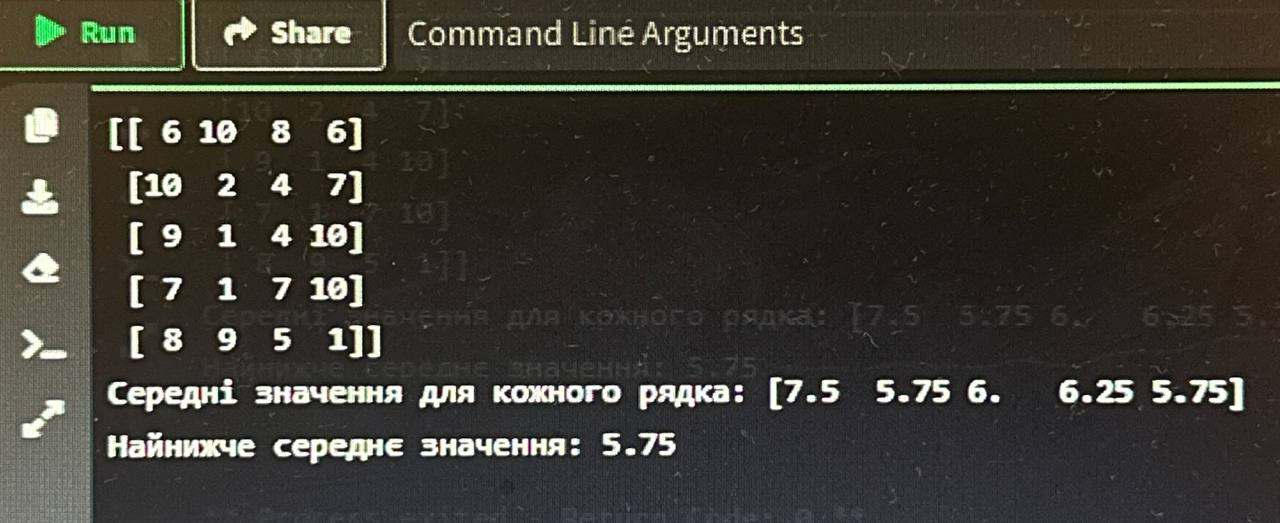 Run Share Command Line Arguments
[[ 6 10  8  6]
 [10  2  4  7]
 [ 9  1  4 10]
 [ 7  1  7 10]
 [ 8  9  5  1]]
Середні значення для кожного рядка: [7.5  5.75 6.   6.25 5.75]
Найнижче середнє значення: 5.75